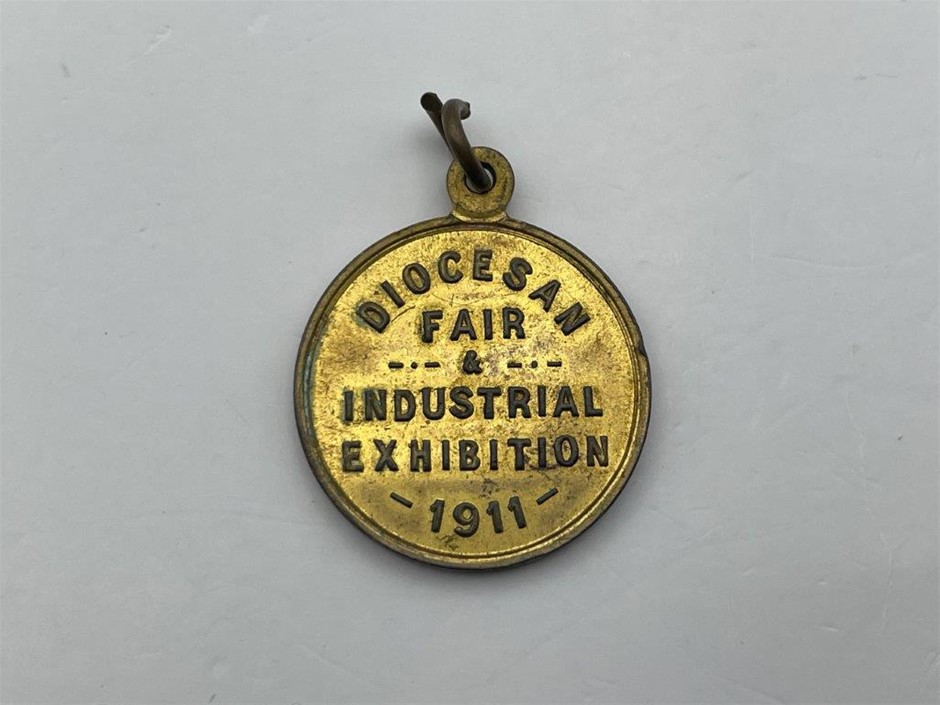 DIOCESAN
FAIR
-·- & -·-
INDUSTRIAL
EXHIBITION
- 1911 -